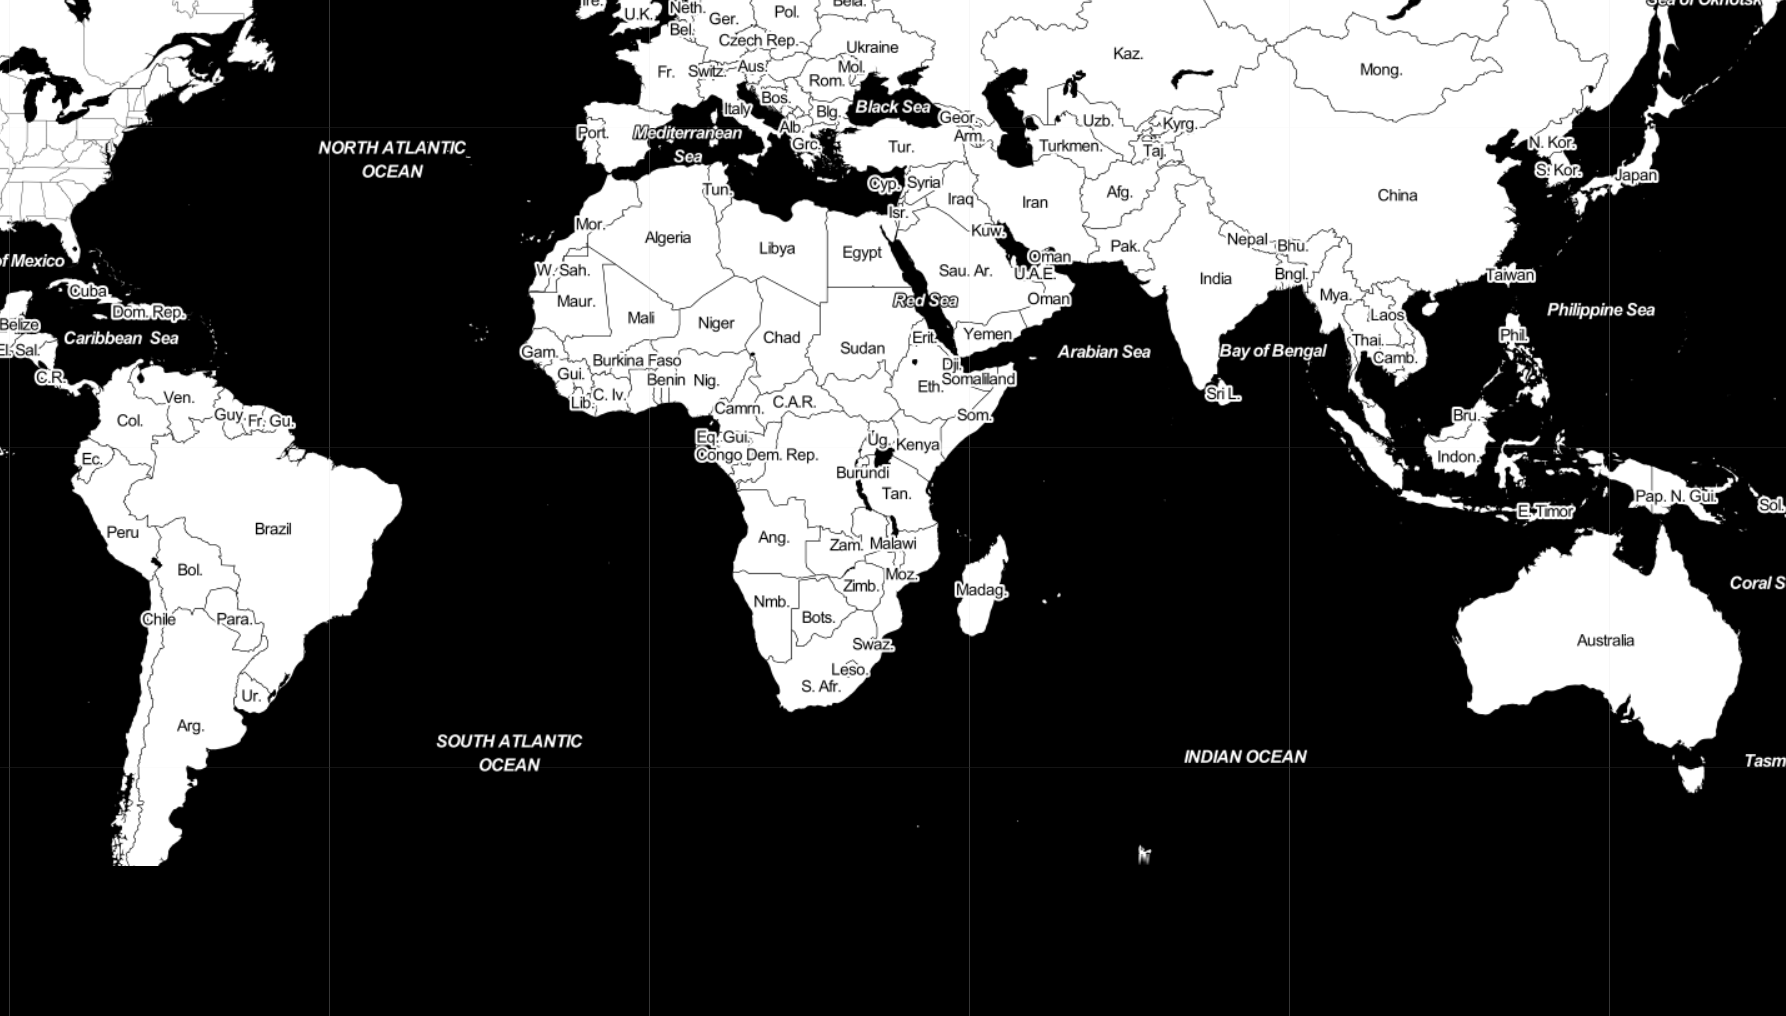 Sea of Okhotsk
Ire.
U.K.
Neth.
Bel.
Ger.
Pol.
Bela.
Czech Rep.
Ukraine
Kaz.
Mong.
Fr.
Switz.
Aus.
Mol.
Rom.
Bos.
Italy
Blg.
Black Sea
Geor.
Uzb.
Kyrg.
Port.
Mediterranean
Sea
Alb.
Grc.
Tur.
Arm.
Turkmen.
Taj.
N. Kor.
S. Kor.
Japan
NORTH ATLANTIC
OCEAN
Tun.
Cyp.
Syria
Iraq
Iran
Afg.
China
Isr.
Mor.
Algeria
Libya
Egypt
Kuw.
Pak.
Nepal
Bhu.
of Mexico
W. Sah.
Sau. Ar.
Oman
U.A.E.
India
Bngl.
Taiwan
Cuba
Dom. Rep.
Maur.
Mali
Niger
Red Sea
Oman
Mya.
Laos
Philippine Sea
Belize
Caribbean Sea
El Sal.
C.R.
Gam.
Burkina Faso
Chad
Sudan
Erit.
Yemen
Arabian Sea
Bay of Bengal
Thai.
Camb.
Phil.
Gui.
Benin
Nig.
Dji.
Eth.
Somaliland
Sri L.
Lib.
C. Iv.
Camrn.
C.A.R.
Som.
Ven.
Col.
Guy.
Fr. Gu.
Bru.
Eq. Gui.
Ug.
Kenya
Ec.
Congo Dem. Rep.
Burundi
Indon.
Tan.
Pap. N. Gui.
Sol.
E. Timor
Peru
Brazil
Ang.
Zam.
Malawi
Bol.
Moz.
Zimb.
Madag.
Coral S
Nmb.
Bots.
Chile
Para.
Swaz.
Australia
Leso.
S. Afr.
Ur.
Arg.
SOUTH ATLANTIC
OCEAN
INDIAN OCEAN
Tasm